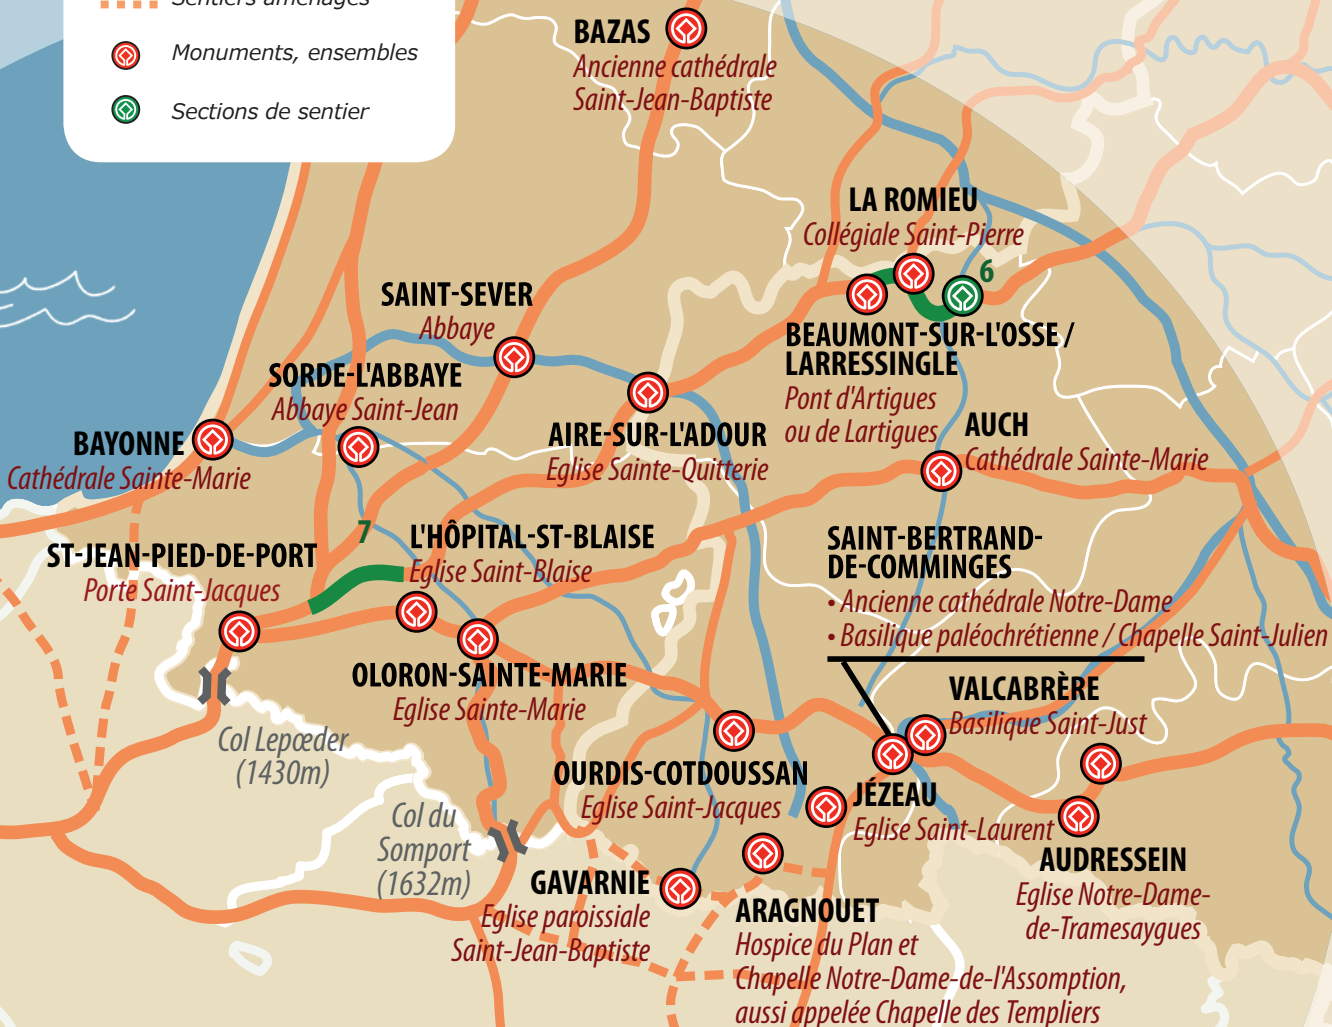 Sentiers aménagés
Monuments, ensembles
Sections de sentier
BAZAS
Ancienne cathédrale
Saint-Jean-Baptiste
LA ROMIEU
Collégiale Saint-Pierre
6
SAINT-SEVER
Abbaye
BEAUMONT-SUR-L'OSSE/
LARRESSINGLE
Pont d'Artigues
ou de Lartigues
SORDE-L'ABBAYE
Abbaye Saint-Jean
AUCH
Cathédrale Sainte-Marie
AIRE-SUR-L'ADOUR
Eglise Sainte-Quitterie
BAYONNE
Cathédrale Sainte-Marie
7
L'HÔPITAL-ST-BLAISE
Eglise Saint-Blaise
SAINT-BERTRAND-
DE-COMMINGES
• Ancienne cathédrale Notre-Dame
• Basilique paléochrétienne / Chapelle Saint-Julien
ST-JEAN-PIED-DE-PORT
Porte Saint-Jacques
OLORON-SAINTE-MARIE
Eglise Sainte-Marie
VALCABRÈRE
Basilique Saint-Just
Col Lepœder
(1430m)
OURDIS-COTDOUSSAN
Eglise Saint-Jacques
JÉZEAU
Eglise Saint-Laurent
Col du
Somport
(1632m)
AUDRESSEIN
Eglise Notre-Dame-
de-Tramesaygues
GAVARNIE
Eglise paroissiale
Saint-Jean-Baptiste
ARAGNOUET
Hospice du Plan et
Chapelle Notre-Dame-de-l'Assomption,
aussi appelée Chapelle des Templiers